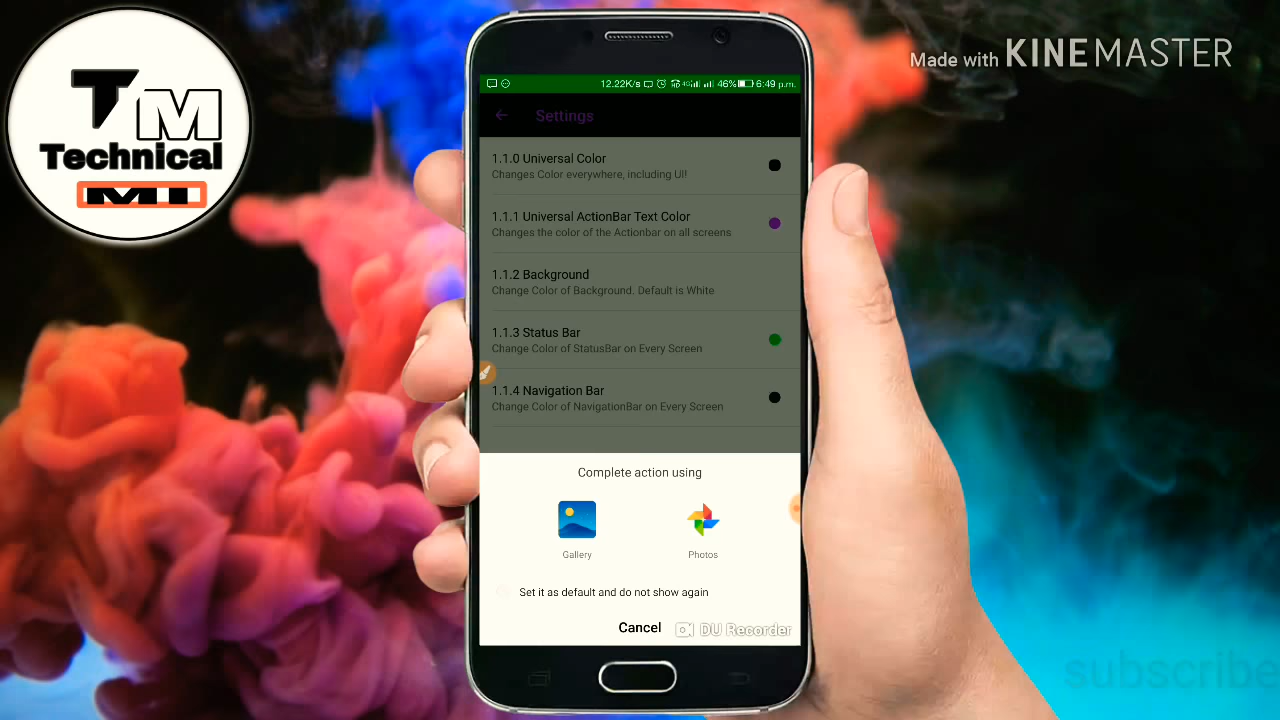 TM
Technical
MI
Made with KINEMASTER
12.22K/s 4G 46% 6:49 p.m.
Settings
1.1.0 Universal Color
Changes Color everywhere, including UI!
1.1.1 Universal ActionBar Text Color
Changes the color of the Actionbar on all screens
1.1.2 Background
Change Color of Background. Default is White
1.1.3 Status Bar
Change Color of StatusBar on Every Screen
1.1.4 Navigation Bar
Change Color of NavigationBar on Every Screen
Complete action using
Gallery
Photos
Set it as default and do not show again
Cancel
DU Recorder
subscribe